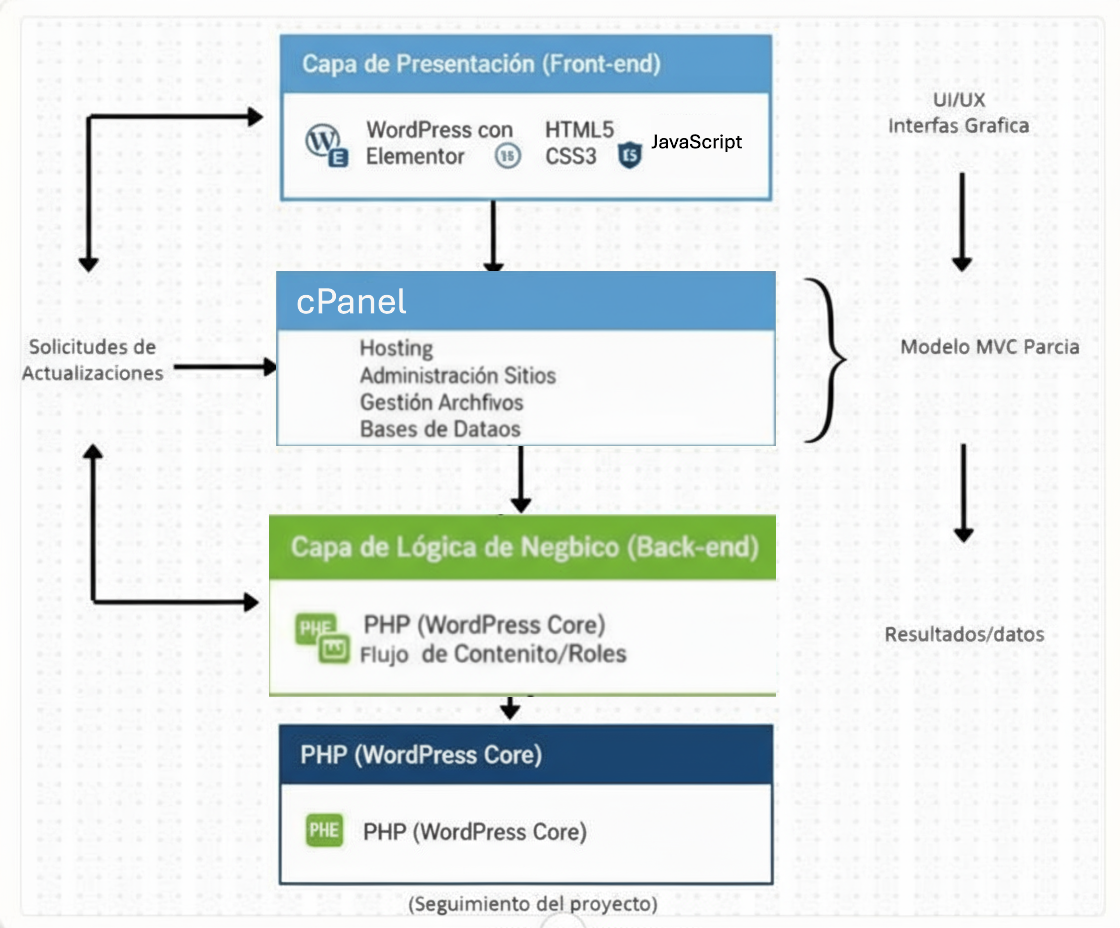 Capa de Presentación (Front-end)
WordPress con
Elementor
HTML5
CSS3
JavaScript
UI/UX
Interfas Grafica
cPanel
Hosting
Administración Sitios
Gestión Archfivos
Bases de Dataos
Solicitudes de
Actualizaciones
Modelo MVC Parcia
Capa de Lógica de Negbico (Back-end)
PHE
PHP (WordPress Core)
Flujo de Contenito/Roles
Resultados/datos
PHP (WordPress Core)
PHE
PHP (WordPress Core)
(Seguimiento del proyecto)